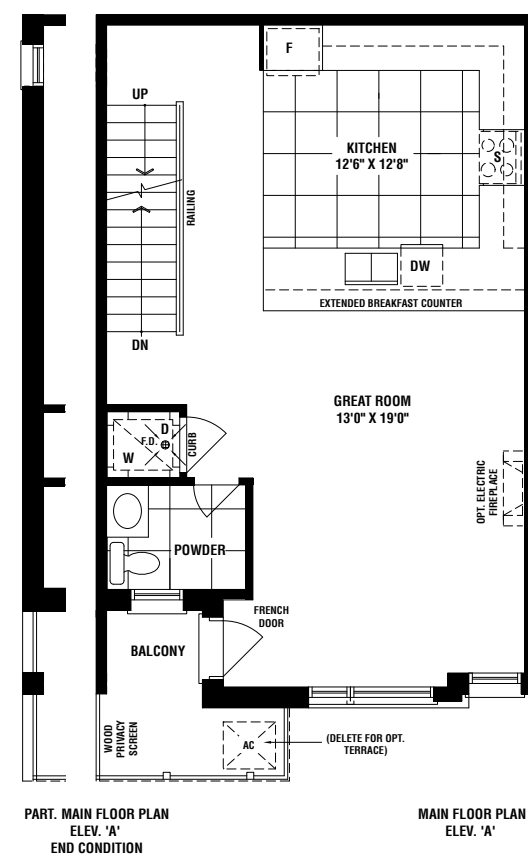 F
UP
KITCHEN
12'6" X 12'8"
S
RAILING
DW
EXTENDED BREAKFAST COUNTER
DN
GREAT ROOM
13'0" X 19'0"
D
F.D.
W
CURB
OPT. ELECTRIC
FIREPLACE
POWDER
FRENCH
DOOR
BALCONY
WOOD
PRIVACY
SCREEN
AC
(DELETE FOR OPT.
TERRACE)
PART. MAIN FLOOR PLAN
ELEV. 'A'
END CONDITION
MAIN FLOOR PLAN
ELEV. 'A'